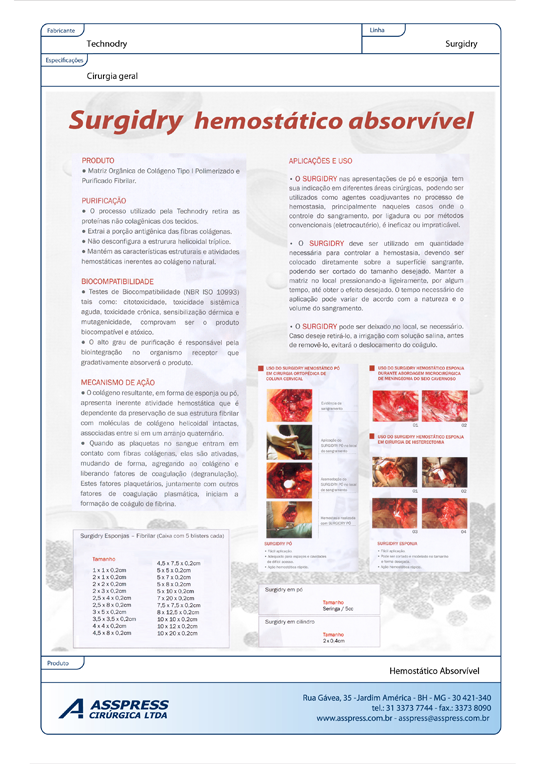 Fabricante
Technodry
Linha
Surgidry
Especificações
Cirurgia geral
Surgidry hemostático absorvível
PRODUTO
● Matriz Orgânica de Colágeno Tipo I Polimerizado e
Purificado Fibrilar.
PURIFICAÇÃO
● O processo utilizado pela Technodry retira as
proteínas não colagênicas dos tecidos.
● Extrai a porção antigênica das fibras colágenas.
● Não desconfigura a estrurura helicoidal tríplice.
● Mantém as características estruturais e atividades
hemostáticas inerentes ao colágeno natural.
BIOCOMPATIBILIDADE
● Testes de Biocompatibilidade (NBR ISO 10993)
tais como: citotoxicidade, toxicidade sistêmica
aguda, toxicidade crônica, sensibilização dérmica e
mutagenicidade, comprovam ser o produto
biocompatível e atóxico.
● O alto grau de purificação é responsável pela
biointegração no organismo receptor que
gradativamente absorverá o produto.
MECANISMO DE AÇÃO
● O colágeno resultante, em forma de esponja ou pó,
apresenta inerente atividade hemostática que é
dependente da preservação de sua estrutura fibrilar
com moléculas de colágeno helicoidal intactas,
associadas entre si em um arranjo quaternário.
● Quando as plaquetas no sangue entram em
contato com fibras colágenas, elas são ativadas,
mudando de forma, agregando ao colágeno e
liberando fatores de coagulação (degranulação).
Estes fatores plaquetários, juntamente com outros
fatores de coagulação plasmática, iniciam a
formação de coágulo de fibrina.
APLICAÇÕES E USO
• O SURGIDRY nas apresentações de pó e esponja tem
sua indicação em diferentes áreas cirúrgicas, podendo ser
utilizados como agentes coadjuvantes no processo de
hemostasia, principalmente naqueles casos onde o
controle do sangramento, por ligadura ou por métodos
convencionais (eletrocautério), é ineficaz ou impraticável.
• O SURGIDRY deve ser utilizado em quantidade
necessária para controlar a hemostasia, devendo ser
colocado diretamente sobre a superfície sangrante,
podendo ser cortado do tamanho desejado. Manter a
matriz no local pressionando-a ligeiramente, por algum
tempo, até obter o efeito desejado. O tempo necessário de
aplicação pode variar de acordo com a natureza e o
volume do sangramento.
• O SURGIDRY pode ser deixado no local, se necessário.
Caso deseje retirá-lo, a irrigação com solução salina, antes
de removê-lo, evitará o deslocamento do coágulo.
USO DO SURGIDRY HEMOSTÁTICO PÓ
EM CIRURGIA ORTOPÉDICA DE
COLUNA CERVICAL
SURGIDRY PÓ
• Fácil aplicação.
USO DO SURGIDRY HEMOSTÁTICO ESPONJA
DURANTE ABORDAGEM MICROCIRÚRGICA
DE MENINGIOMA DO SEIO CAVERNOSO
01 02
USO DO SURGIDRY HEMOSTÁTICO ESPONJA
EM CIRURGIA DE HISTERECTOMIA
01 02
03 04
SURGIDRY ESPONJA
• Fácil aplicação.
Surgidry Esponjas – Fibrilar (Caixa com 5 blisters cada)
Tamanho
1 x 1 x 0,2cm
2 x 1 x 0,2cm
2 x 2 x 0,2cm
2 x 3 x 0,2cm
2,5 x 4 x 0,2cm
2,5 x 8 x 0,2cm
3 x 5 x 0,2cm
3,5 x 3,5 x 0,2cm
4 x 4 x 0,2cm
4,5 x 8 x 0,2cm
4,5 x 7,5 x 0,2cm
5 x 5 x 0,2cm
5 x 7 x 0,2cm
5 x 8 x 0,2cm
5 x 10 x 0,2cm
7 x 20 x 0,2cm
7,5 x 7,5 x 0,2cm
8 x 12,5 x 0,2cm
10 x 10 x 0,2cm
10 x 12 x 0,2cm
10 x 20 x 0,2cm
Surgidry em pó
Tamanho
Seringa / 5cc
Surgidry em cilindro
Tamanho
2 x 0.4cm
Produto
Hemostático Absorvível
ASSPRESS
CIRÚRGICA LTDA
Rua Gávea, 35 -Jardim América - BH - MG - 30 421-340
tel.: 31 3373 7744 - fax.: 3373 8090
www.asspress.com.br - asspress@asspress.com.br